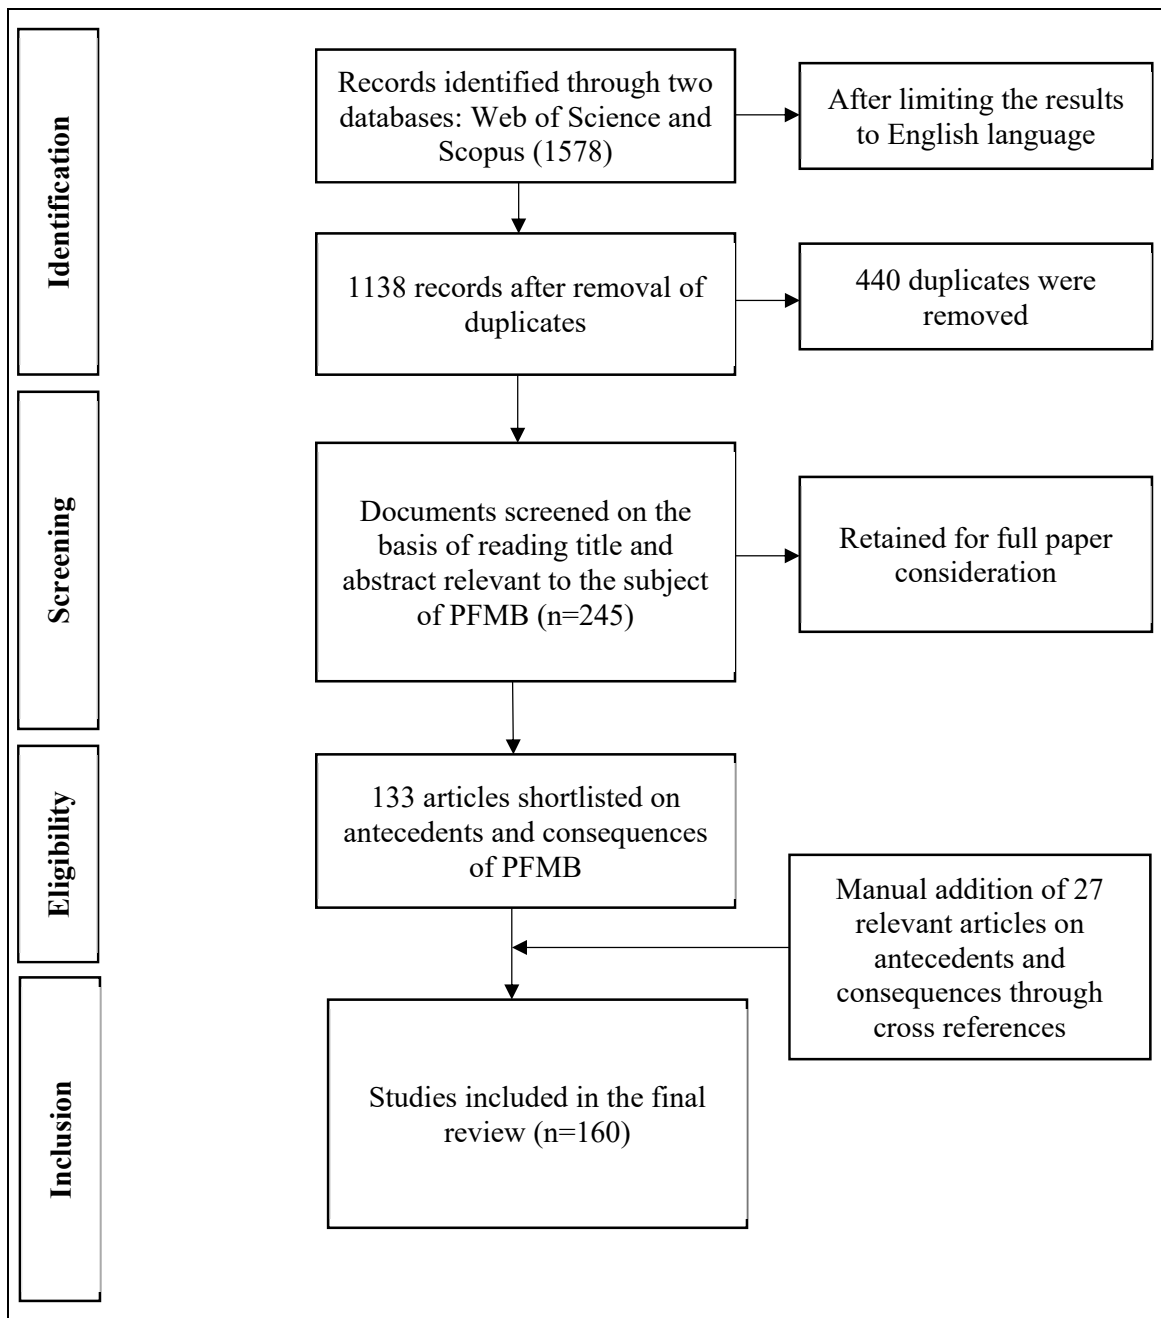 Identification
Records identified through two
databases: Web of Science and
Scopus (1578)
After limiting the results
to English language
1138 records after removal of
duplicates
440 duplicates were
removed
Screening
Documents screened on the
basis of reading title and
abstract relevant to the subject
of PFMB (n=245)
Retained for full paper
consideration
Eligibility
133 articles shortlisted on
antecedents and consequences
of PFMB
Manual addition of 27
relevant articles on
antecedents and
consequences through
cross references
Inclusion
Studies included in the final
review (n=160)